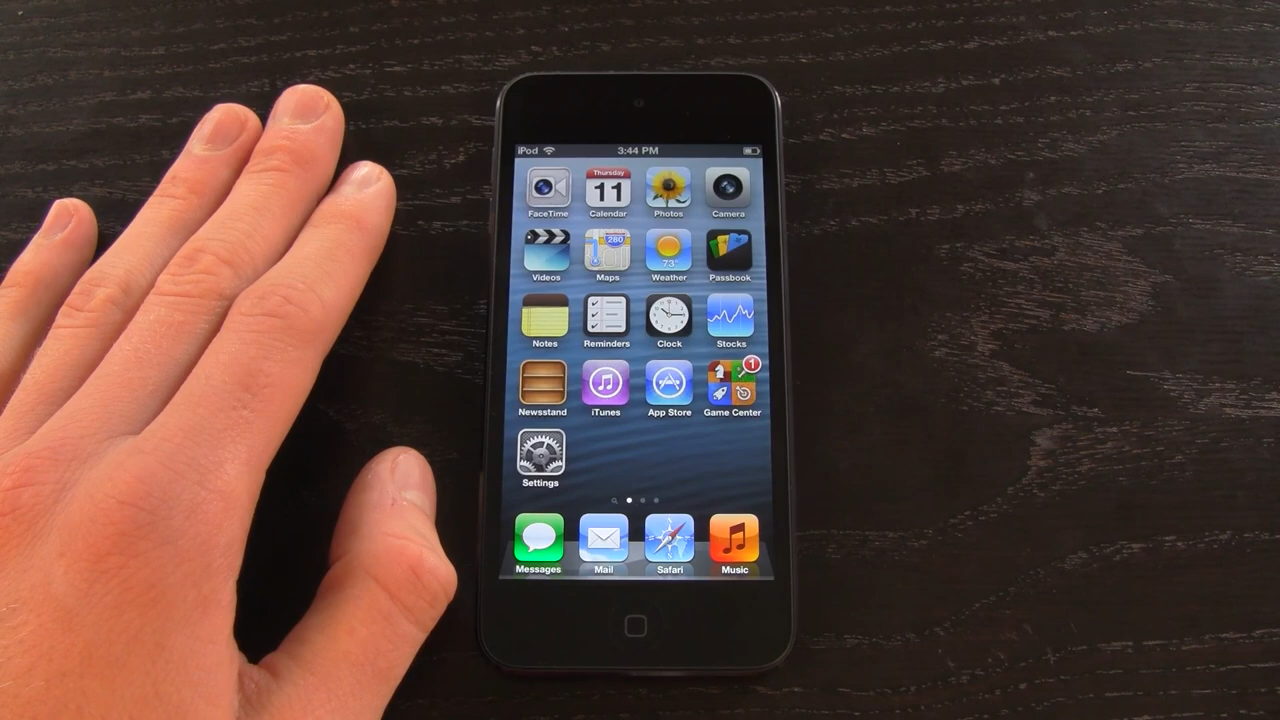 iPod 3:44 PM
Thursday
11
280
73°
FaceTime Calendar Photos Camera
Videos Maps Weather Passbook
Notes Reminders Clock Stocks
1
Newsstand iTunes App Store Game Center
Settings
Messages Mail Safari Music